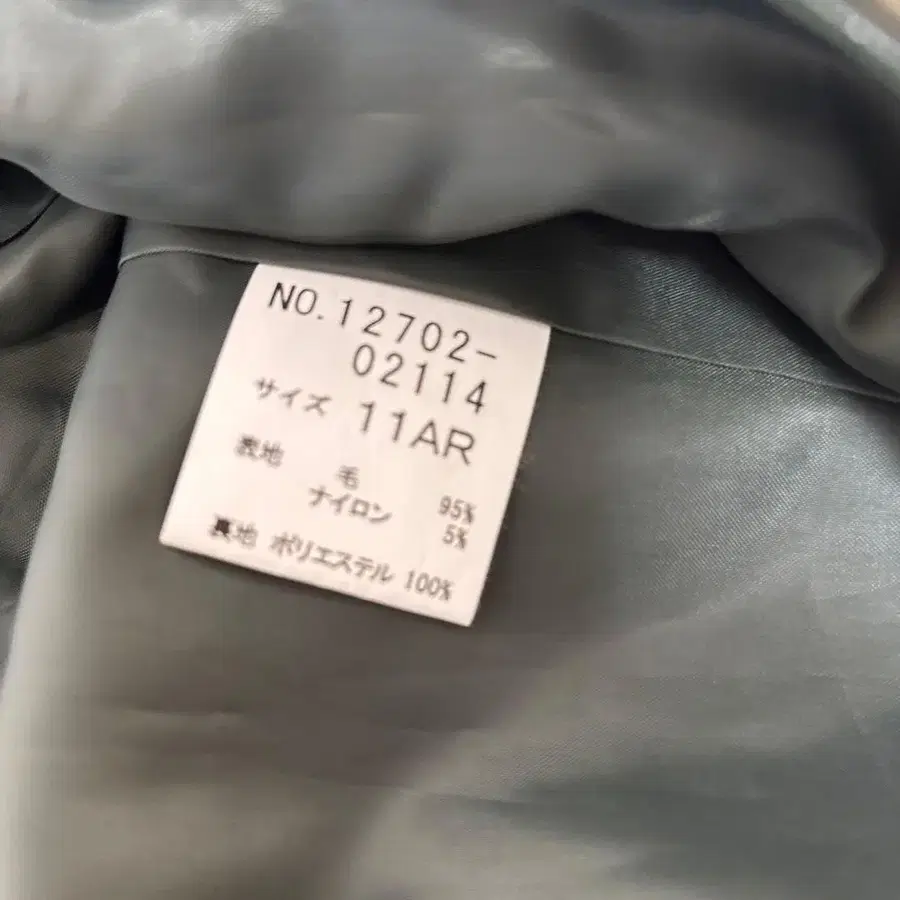 NO.12702-
02114
サイズ 11AR
表地 毛 95%
ナイロン 5%
裏地 ポリエステル 100%